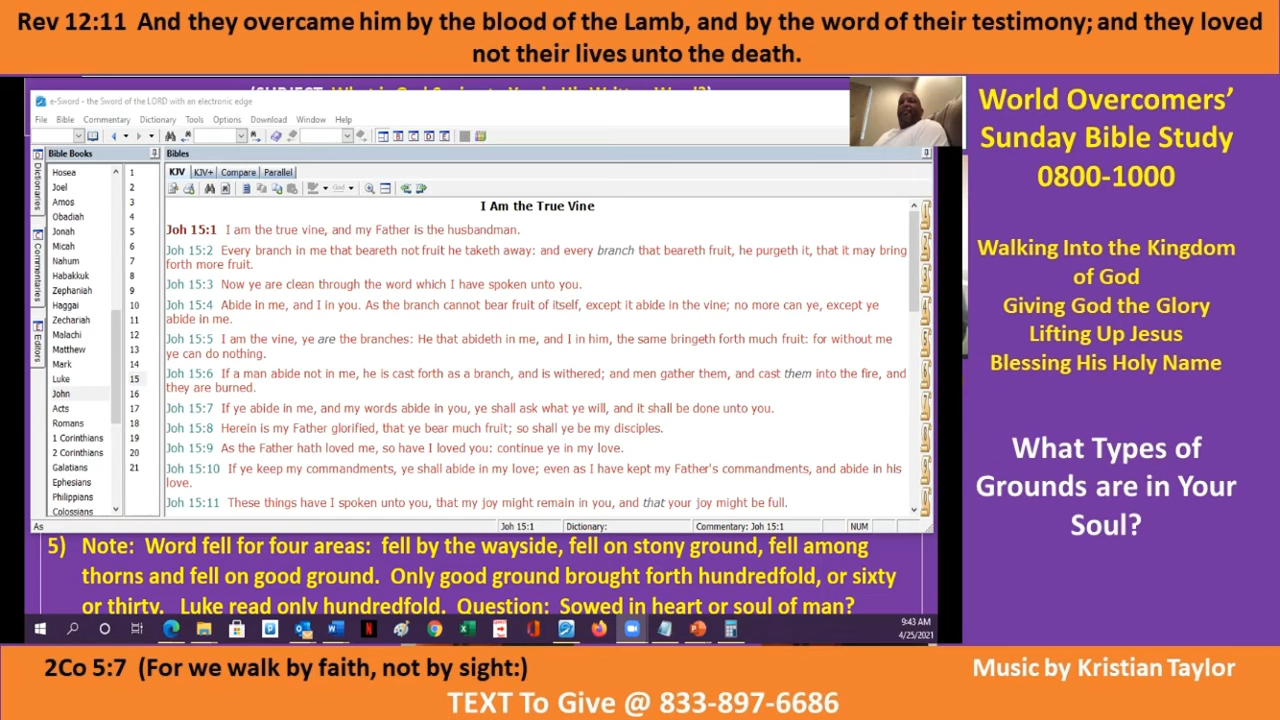 Rev 12:11 And they overcame him by the blood of the Lamb, and by the word of their testimony; and they loved
not their lives unto the death.
e-Sword - the Sword of the LORD with an electronic edge
File Bible Commentary Dictionary Tools Options Download Window Help
Bible Books
Bibles
Dictionaries
Commentaries
Editors
Hosea 1
Joel 2
Amos 3
Obadiah 4
Jonah 5
Micah 6
Nahum 7
Habakkuk 8
Zephaniah 9
Haggai 10
Zechariah 11
Malachi 12
Matthew 13
Mark 14
Luke 15
John 16
Acts 17
Romans 18
1 Corinthians 19
2 Corinthians 20
Galatians 21
Ephesians
Philippians
Colossians
KJV KJV+ Compare Parallel
I Am the True Vine
Joh 15:1 I am the true vine, and my Father is the husbandman.
Joh 15:2 Every branch in me that beareth not fruit he taketh away: and every branch that beareth fruit, he purgeth it, that it may bring
forth more fruit.
Joh 15:3 Now ye are clean through the word which I have spoken unto you.
Joh 15:4 Abide in me, and I in you. As the branch cannot bear fruit of itself, except it abide in the vine; no more can ye, except ye
abide in me.
Joh 15:5 I am the vine, ye are the branches: He that abideth in me, and I in him, the same bringeth forth much fruit: for without me
ye can do nothing.
Joh 15:6 If a man abide not in me, he is cast forth as a branch, and is withered; and men gather them, and cast them into the fire, and
they are burned.
Joh 15:7 If ye abide in me, and my words abide in you, ye shall ask what ye will, and it shall be done unto you.
Joh 15:8 Herein is my Father glorified, that ye bear much fruit; so shall ye be my disciples.
Joh 15:9 As the Father hath loved me, so have I loved you: continue ye in my love.
Joh 15:10 If ye keep my commandments, ye shall abide in my love; even as I have kept my Father's commandments, and abide in his
love.
Joh 15:11 These things have I spoken unto you, that my joy might remain in you, and that your joy might be full.
As Joh 15:1 Dictionary: Commentary: Joh 15:1 NUM
5) Note: Word fell for four areas: fell by the wayside, fell on stony ground, fell among
thorns and fell on good ground. Only good ground brought forth hundredfold, or sixty
or thirty. Luke read only hundredfold. Question: Sowed in heart or soul of man?
9:43 AM
4/25/2021
World Overcomers'
Sunday Bible Study
0800-1000
Walking Into the Kingdom
of God
Giving God the Glory
Lifting Up Jesus
Blessing His Holy Name
What Types of
Grounds are in Your
Soul?
2Co 5:7 (For we walk by faith, not by sight:)
Music by Kristian Taylor
TEXT To Give @ 833-897-6686